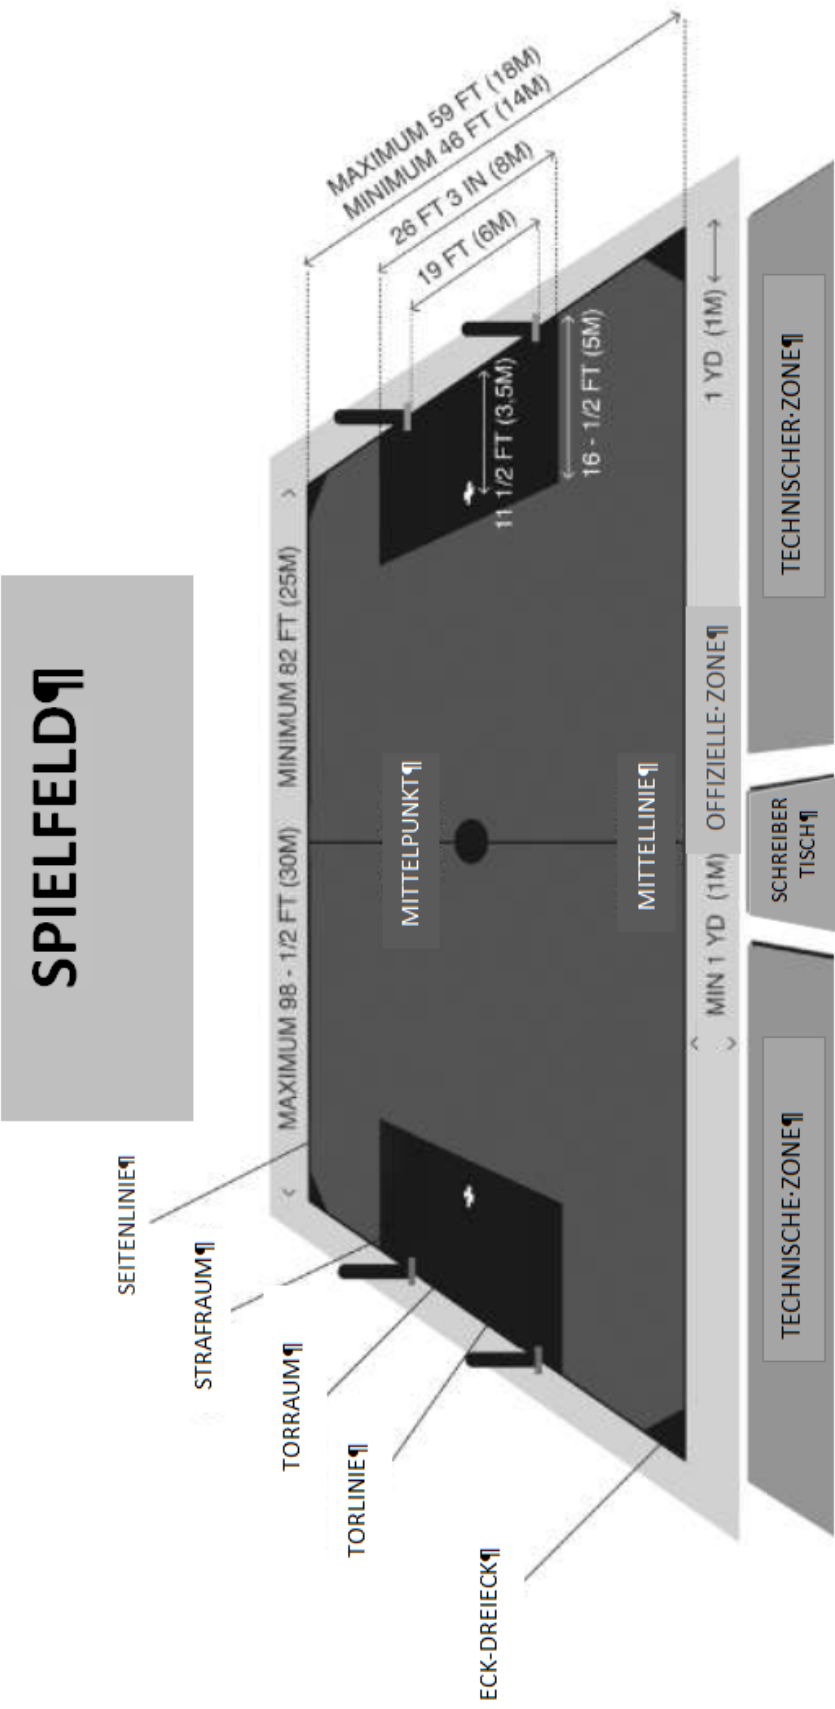 SPIELFELD¶
SEITENLINIE¶
STRAFRAUM¶
TORRAUM¶
TORLINIE¶
ECK-DREIECK¶
MAXIMUM 98 - 1/2 FT (30M) MINIMUM 82 FT (25M)
MAXIMUM 59 FT (18M)
MINIMUM 46 FT (14M)
26 FT 3 IN (8M)
19 FT (6M)
11 1/2 FT (3,5M)
16 - 1/2 FT (5M)
MITTELPUNKT¶
MITTELLINIE¶
MIN 1 YD (1M)
OFFIZIELLE·ZONE¶
1 YD (1M)
TECHNISCHE·ZONE¶
SCHREIBER
TISCH¶
TECHNISCHER·ZONE¶